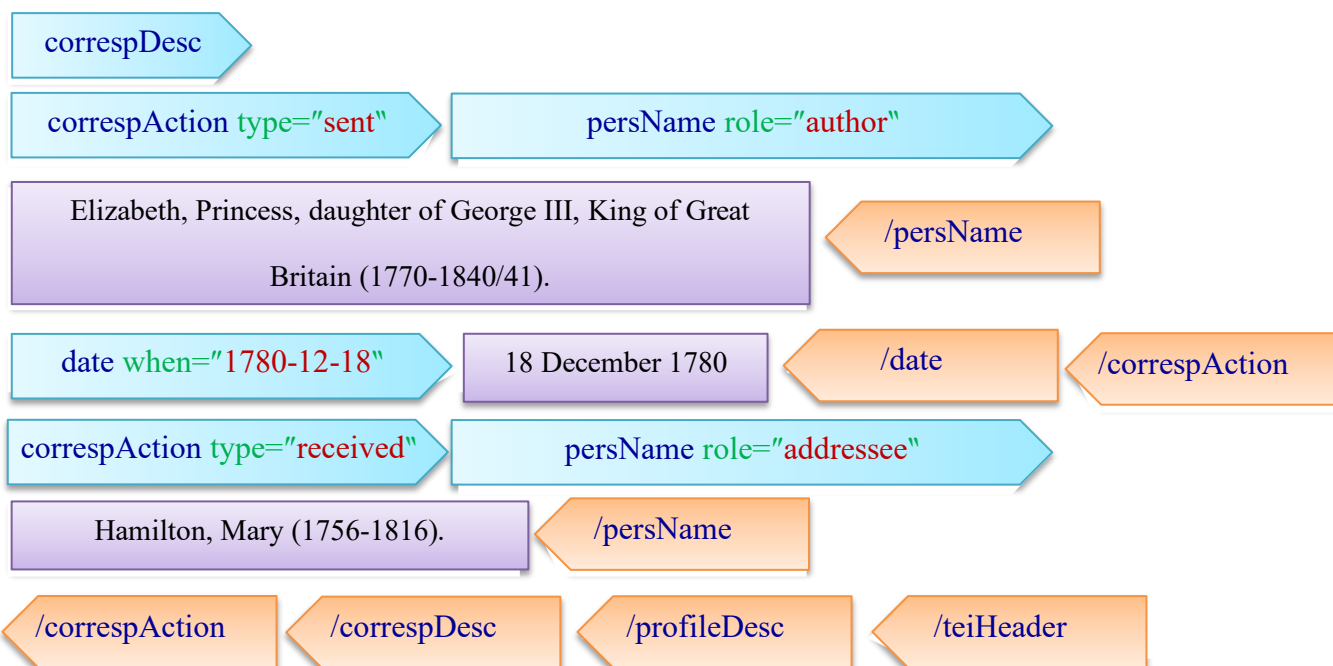 correspDesc
correspAction type="sent" persName role="author"
Elizabeth, Princess, daughter of George III, King of Great
Britain (1770-1840/41).
/persName
date when="1780-12-18" 18 December 1780 /date /correspAction
correspAction type="received" persName role="addressee"
Hamilton, Mary (1756-1816). /persName
/correspAction /correspDesc /profileDesc /teiHeader